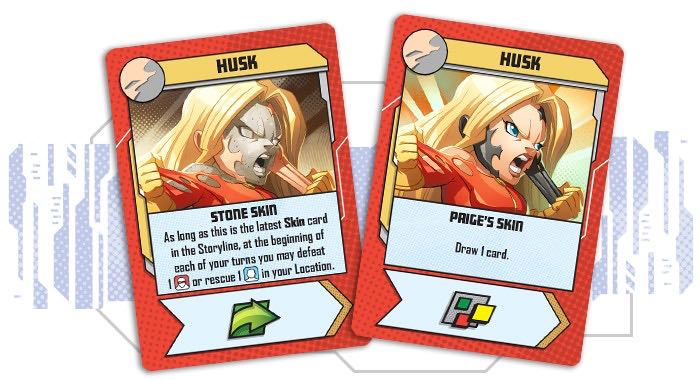 HUSK
STONE SKIN
As long as this is the latest Skin card
in the Storyline, at the beginning of
each of your turns you may defeat
1 or rescue 1 in your Location.
HUSK
PAIGE'S SKIN
Draw 1 card.